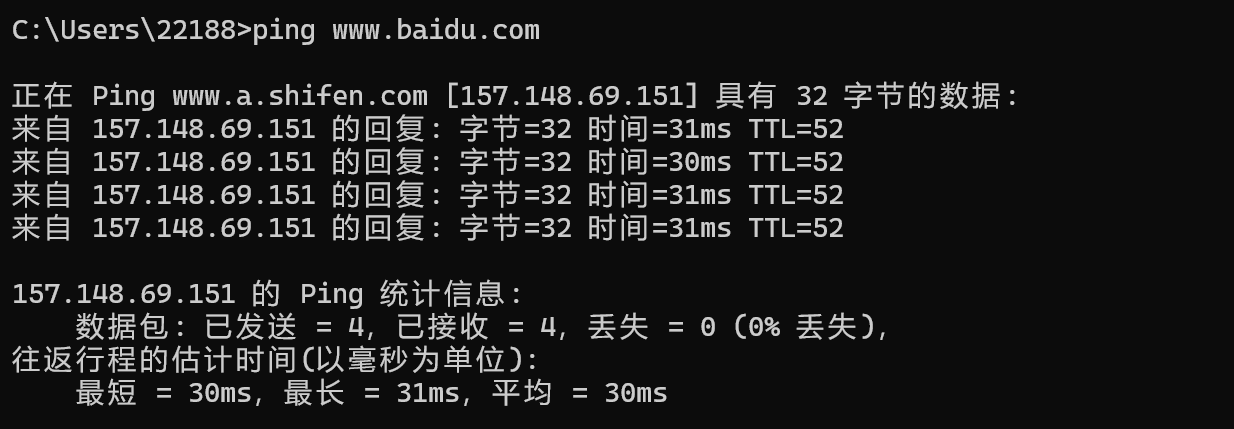 C:\Users\22188>ping www.baidu.com
正在 Ping www.a.shifen.com [157.148.69.151] 具有 32 字节的数据:
来自 157.148.69.151 的回复: 字节=32 时间=31ms TTL=52
来自 157.148.69.151 的回复: 字节=32 时间=30ms TTL=52
来自 157.148.69.151 的回复: 字节=32 时间=31ms TTL=52
来自 157.148.69.151 的回复: 字节=32 时间=31ms TTL=52
157.148.69.151 的 Ping 统计信息:
数据包: 已发送 = 4, 已接收 = 4, 丢失 = 0 (0% 丢失),
往返行程的估计时间(以毫秒为单位):
最短 = 30ms, 最长 = 31ms, 平均 = 30ms